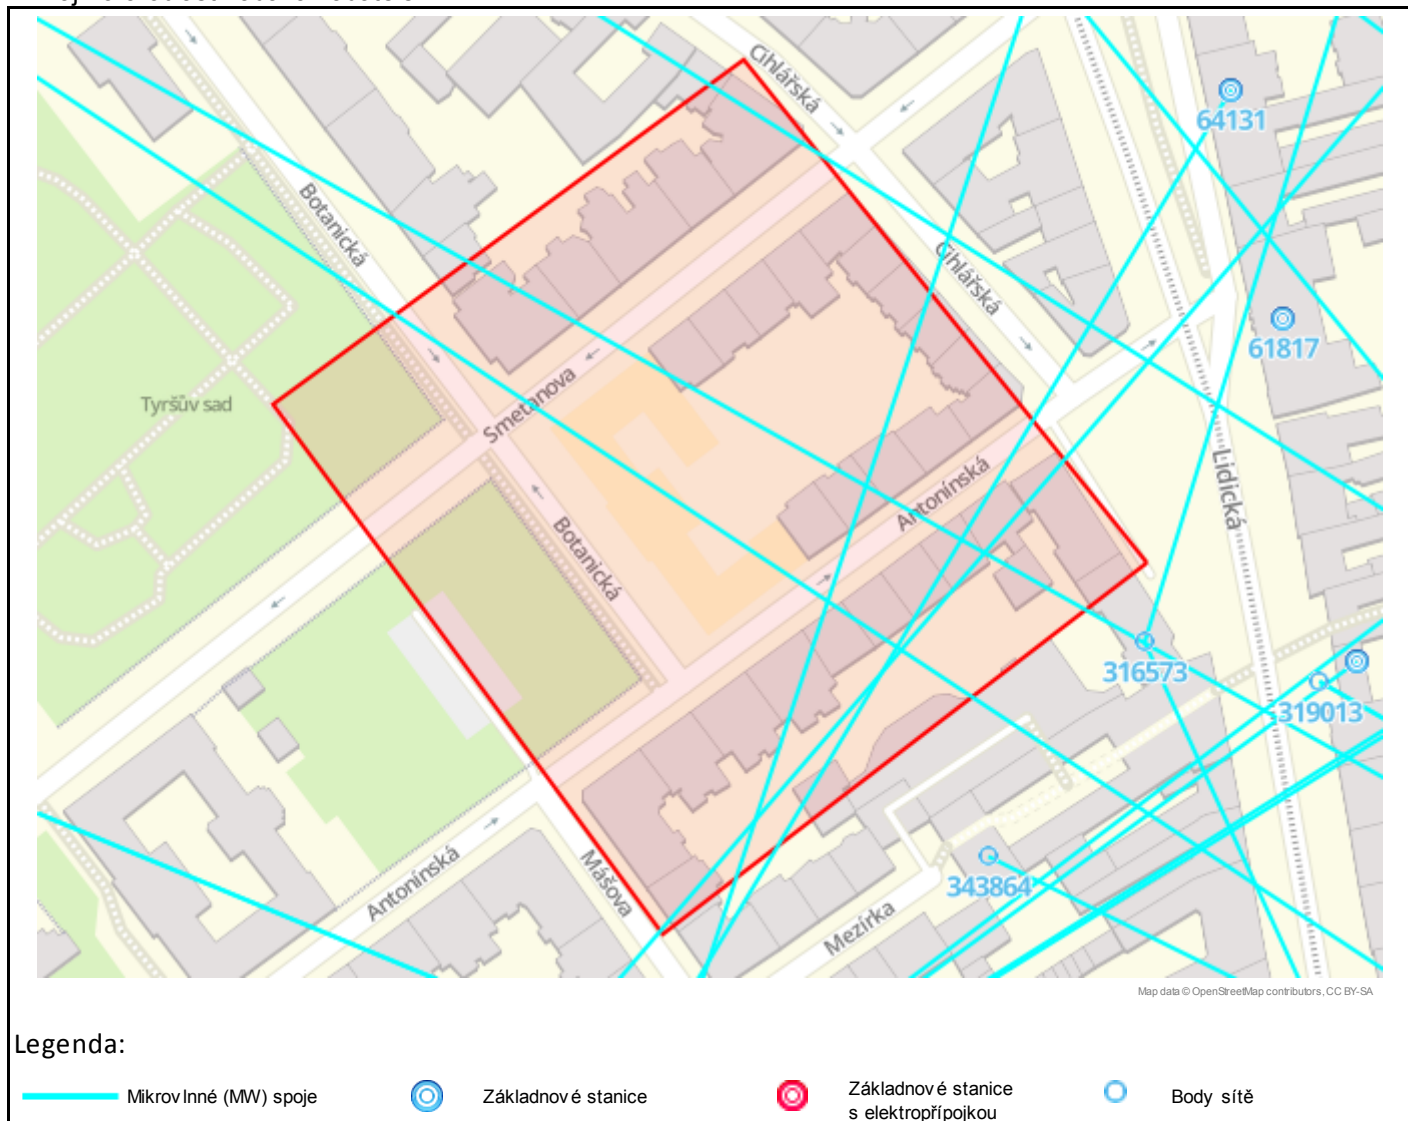 Cihlářská
64131
Botanická
Cihlářská
61817
Tyršův sad
Smetanova
Lidická
Antonínská
Botanická
316573
319013
Antonínská
Mášova
343864
Mezírka
Map data © OpenStreetMap contributors, CC BY-SA
Legenda:
Mikrovlnné (MW) spoje
Základnové stanice
Základnové stanice
s elektropřípojkou
Body sítě